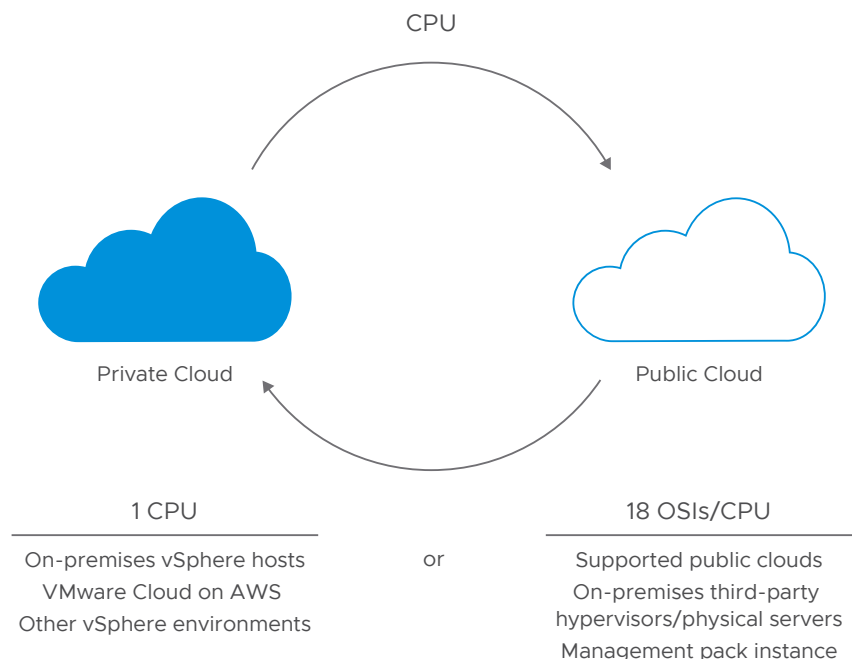 CPU
Private Cloud
Public Cloud
1 CPU
On-premises vSphere hosts
VMware Cloud on AWS
Other vSphere environments
or
18 OSIs/CPU
Supported public clouds
On-premises third-party
hypervisors/physical servers
Management pack instance